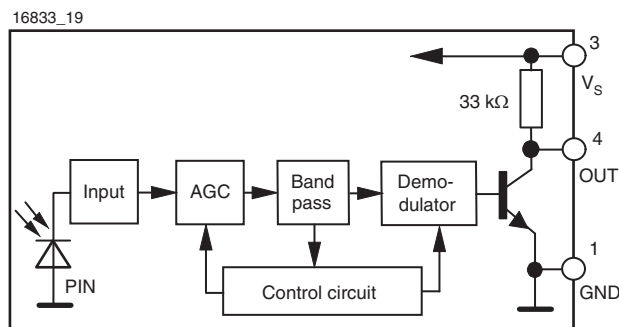 16833_19
3
VS
33 kΩ
4
OUT
Input
AGC
Band
pass
Demo-
dulator
1
GND
PIN
Control circuit